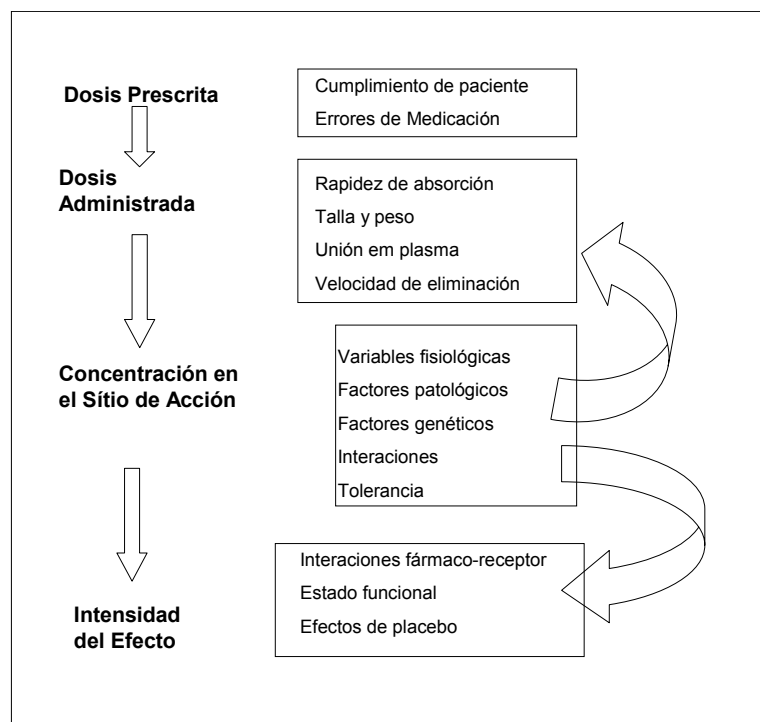 Dosis Prescrita
Cumplimiento de paciente
Errores de Medicación
Dosis
Administrada
Rapidez de absorción
Talla y peso
Unión em plasma
Velocidad de eliminación
Concentración en
el Sítio de Acción
Variables fisiológicas
Factores patológicos
Factores genéticos
Interaciones
Tolerancia
Intensidad
del Efecto
Interaciones fármaco-receptor
Estado funcional
Efectos de placebo